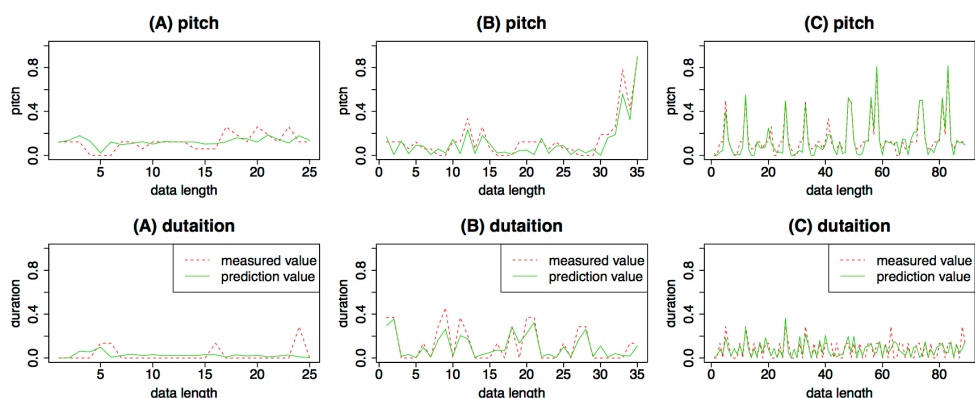 (A) pitch
(B) pitch
(C) pitch
pitch
0.0 0.4 0.8
5 10 15 20 25
data length
pitch
0.0 0.4 0.8
0 5 10 15 20 25 30 35
data length
pitch
0.0 0.4 0.8
0 20 40 60 80
data length
(A) dutaition
(B) dutaition
(C) dutaition
duration
0.0 0.4 0.8
measured value
prediction value
5 10 15 20 25
data length
duration
0.0 0.4 0.8
measured value
prediction value
0 5 10 15 20 25 30 35
data length
duration
0.0 0.4 0.8
measured value
prediction value
0 20 40 60 80
data length